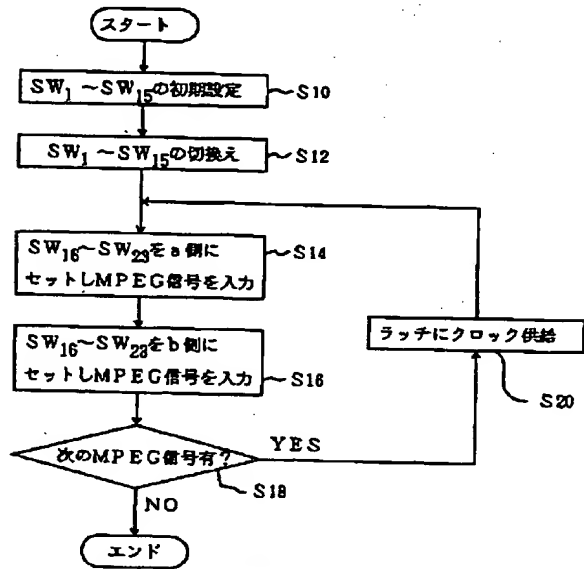 スタート
SW₁～SW₁₅の初期設定
S10
SW₁～SW₁₅の切換え
S12
SW₁₆～SW₂₃をa側に
セットしMPEG信号を入力
S14
SW₁₆～SW₂₃をb側に
セットしMPEG信号を入力
S16
ラッチにクロック供給
S20
次のMPEG信号有？
YES
S18
NO
エンド